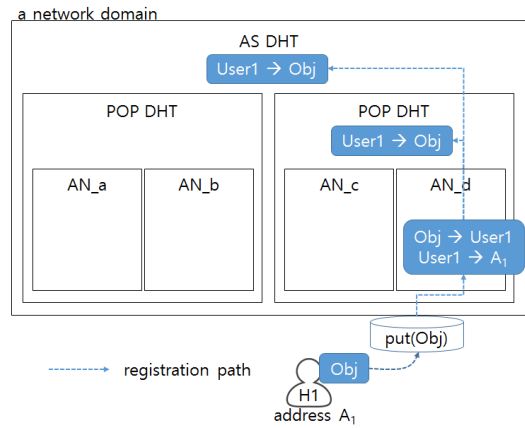 a network domain
AS DHT
User1 → Obj
POP DHT
POP DHT
User1 → Obj
AN_a
AN_b
AN_c
AN_d
Obj → User1
User1 → A₁
put(Obj)
registration path
Obj
H1
address A₁